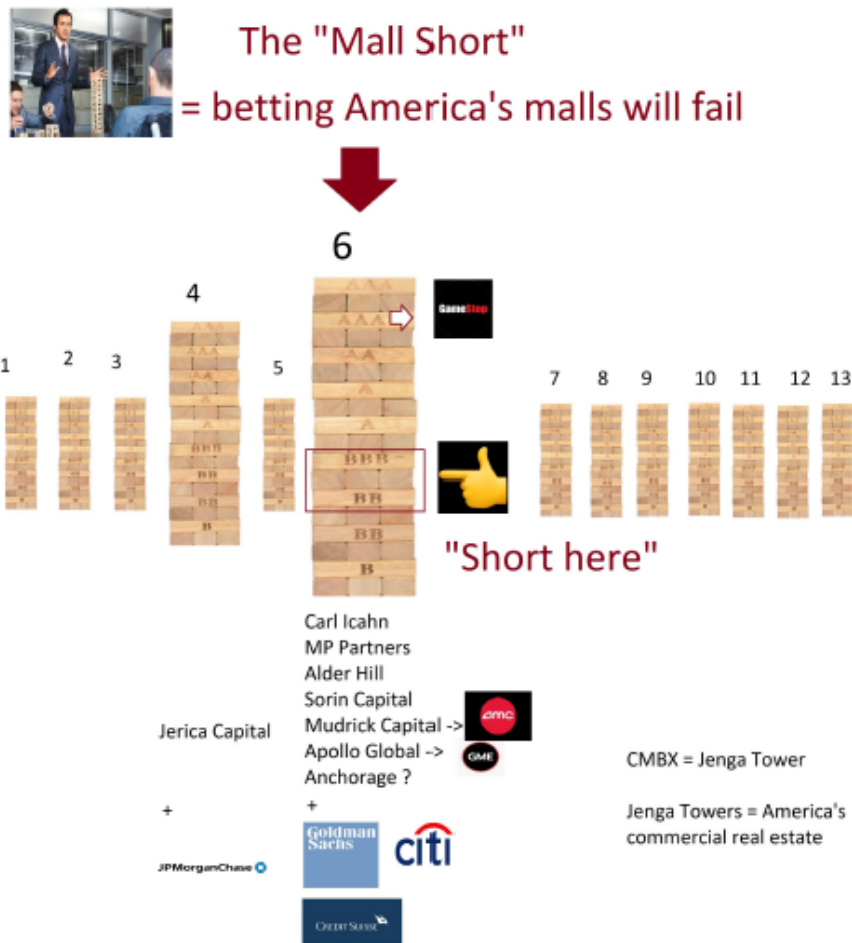 The "Mall Short"
= betting America's malls will fail
6
4
1
2
3
5
7
8
9
10
11
12
13
AAA
AAA
AA
A
A
BBB-
BB
BB
B
AAA
AAA
AA
A
BBB
BB
BB
B
GameStop
"Short here"
Carl Icahn
MP Partners
Alder Hill
Sorin Capital
Mudrick Capital ->
amc
Apollo Global ->
GME
Anchorage ?
+
Goldman
Sachs
citi
CREDIT SUISSE
Jerica Capital
+
JPMorganChase
CMBX = Jenga Tower
Jenga Towers = America's
commercial real estate